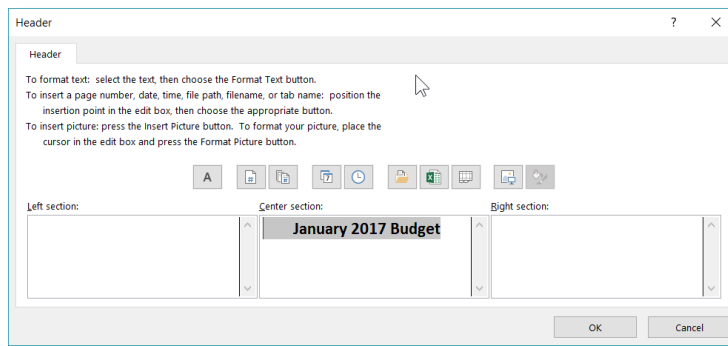 Header
?
Header
To format text: select the text, then choose the Format Text button.
To insert a page number, date, time, file path, filename, or tab name: position the
insertion point in the edit box, then choose the appropriate button.
To insert picture: press the Insert Picture button. To format your picture, place the
cursor in the edit box and press the Format Picture button.
A
Left section:
Center section:
Right section:
January 2017 Budget
OK
Cancel